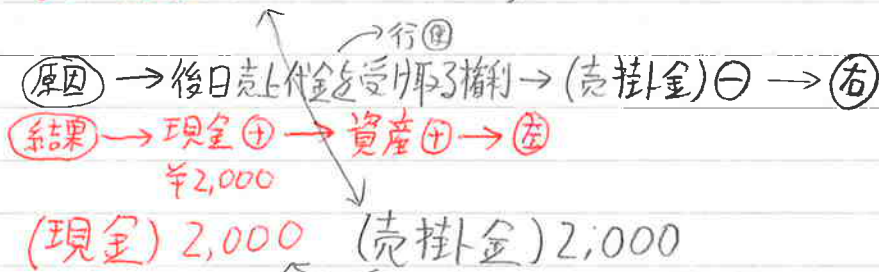 →行使
原因→後日売上代金を受け取る権利→(売掛金)⊖→右
結果→現金⊕→資産⊕→左
¥2,000
(現金) 2,000 (売掛金) 2,000